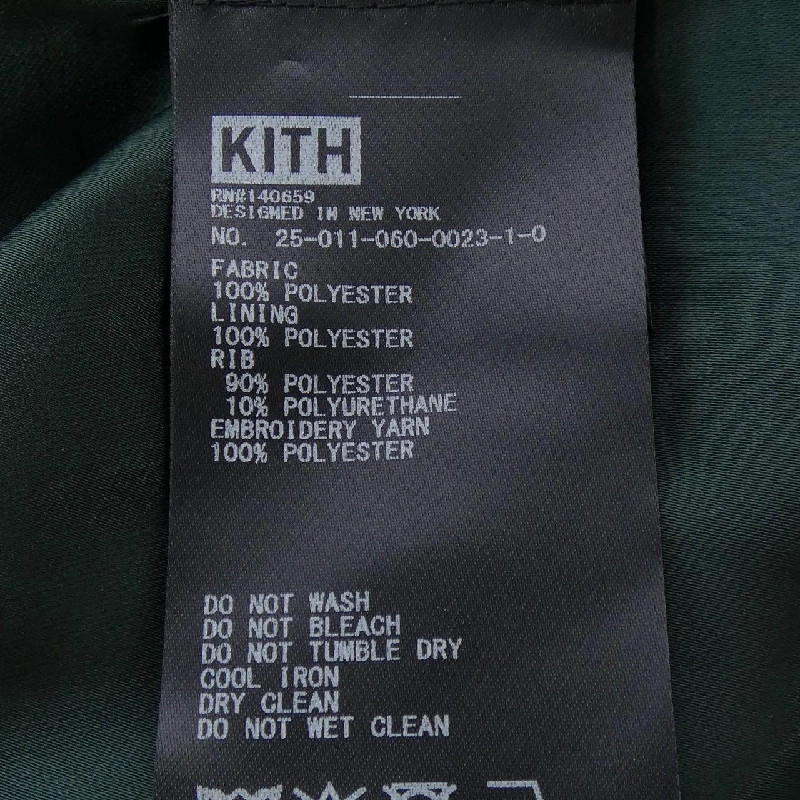 KITH
RN#140659
DESIGNED IN NEW YORK
NO. 25-011-060-0023-1-0
FABRIC
100% POLYESTER
LINING
100% POLYESTER
RIB
90% POLYESTER
10% POLYURETHANE
EMBROIDERY YARN
100% POLYESTER
DO NOT WASH
DO NOT BLEACH
DO NOT TUMBLE DRY
COOL IRON
DRY CLEAN
DO NOT WET CLEAN